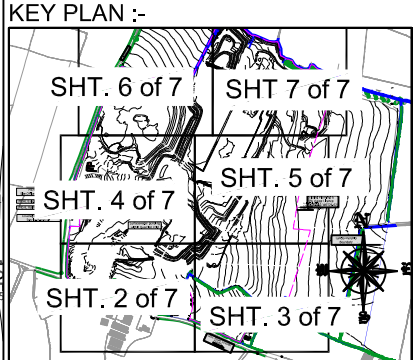 KEY PLAN :-
SHT. 6 of 7
SHT 7 of 7
SHT. 5 of 7
SHT. 4 of 7
SHT. 2 of 7
SHT. 3 of 7